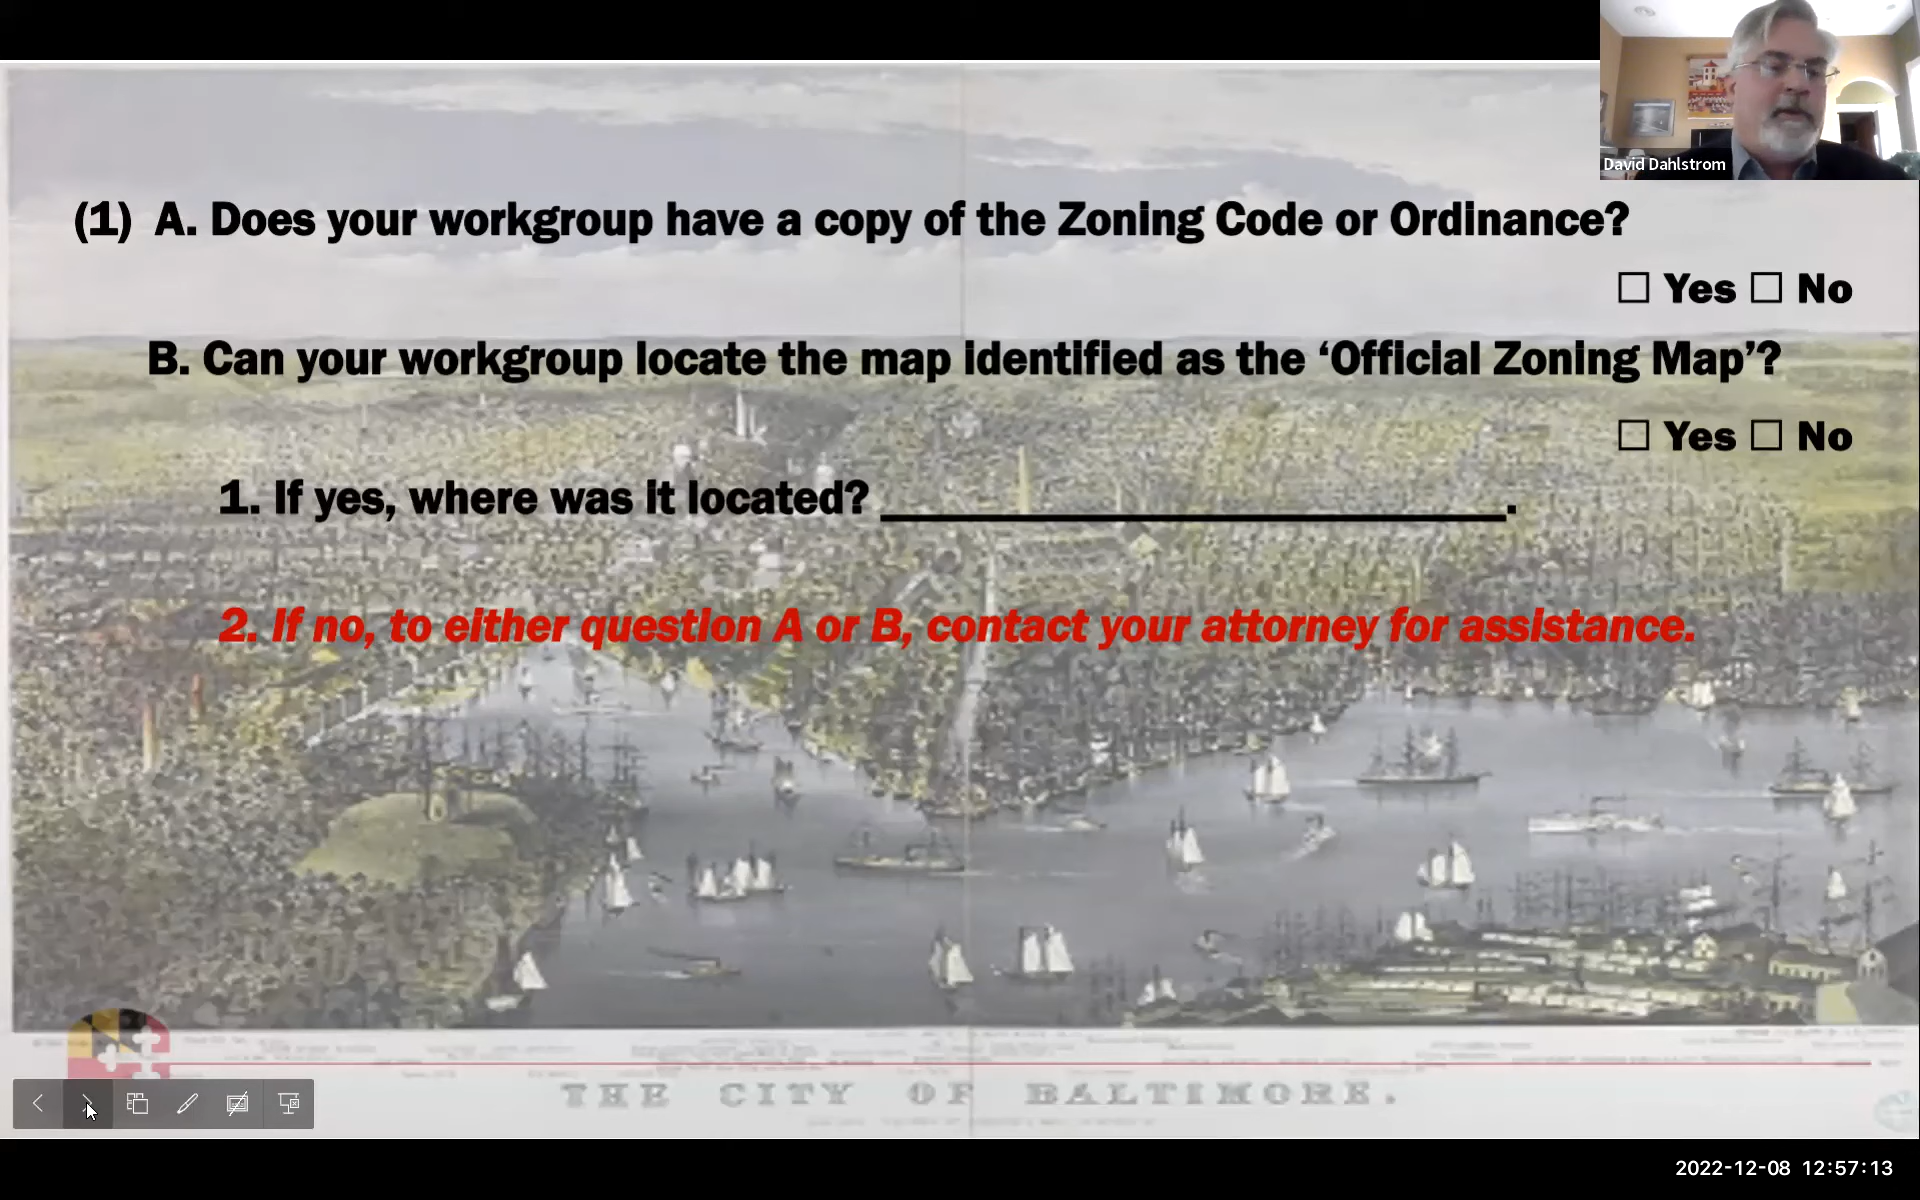 David Dahlstrom
(1) A. Does your workgroup have a copy of the Zoning Code or Ordinance?
☐ Yes ☐ No
B. Can your workgroup locate the map identified as the ‘Official Zoning Map’?
☐ Yes ☐ No
1. If yes, where was it located? ______________________________.
2. If no, to either question A or B, contact your attorney for assistance.
THE CITY OF BALTIMORE.
2022-12-08 12:57:13